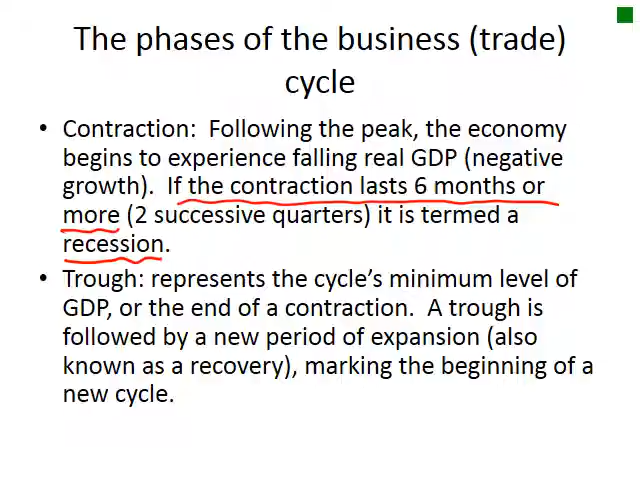 The phases of the business (trade)
cycle
• Contraction: Following the peak, the economy
begins to experience falling real GDP (negative
growth). If the contraction lasts 6 months or
more (2 successive quarters) it is termed a
recession.
• Trough: represents the cycle's minimum level of
GDP, or the end of a contraction. A trough is
followed by a new period of expansion (also
known as a recovery), marking the beginning of a
new cycle.